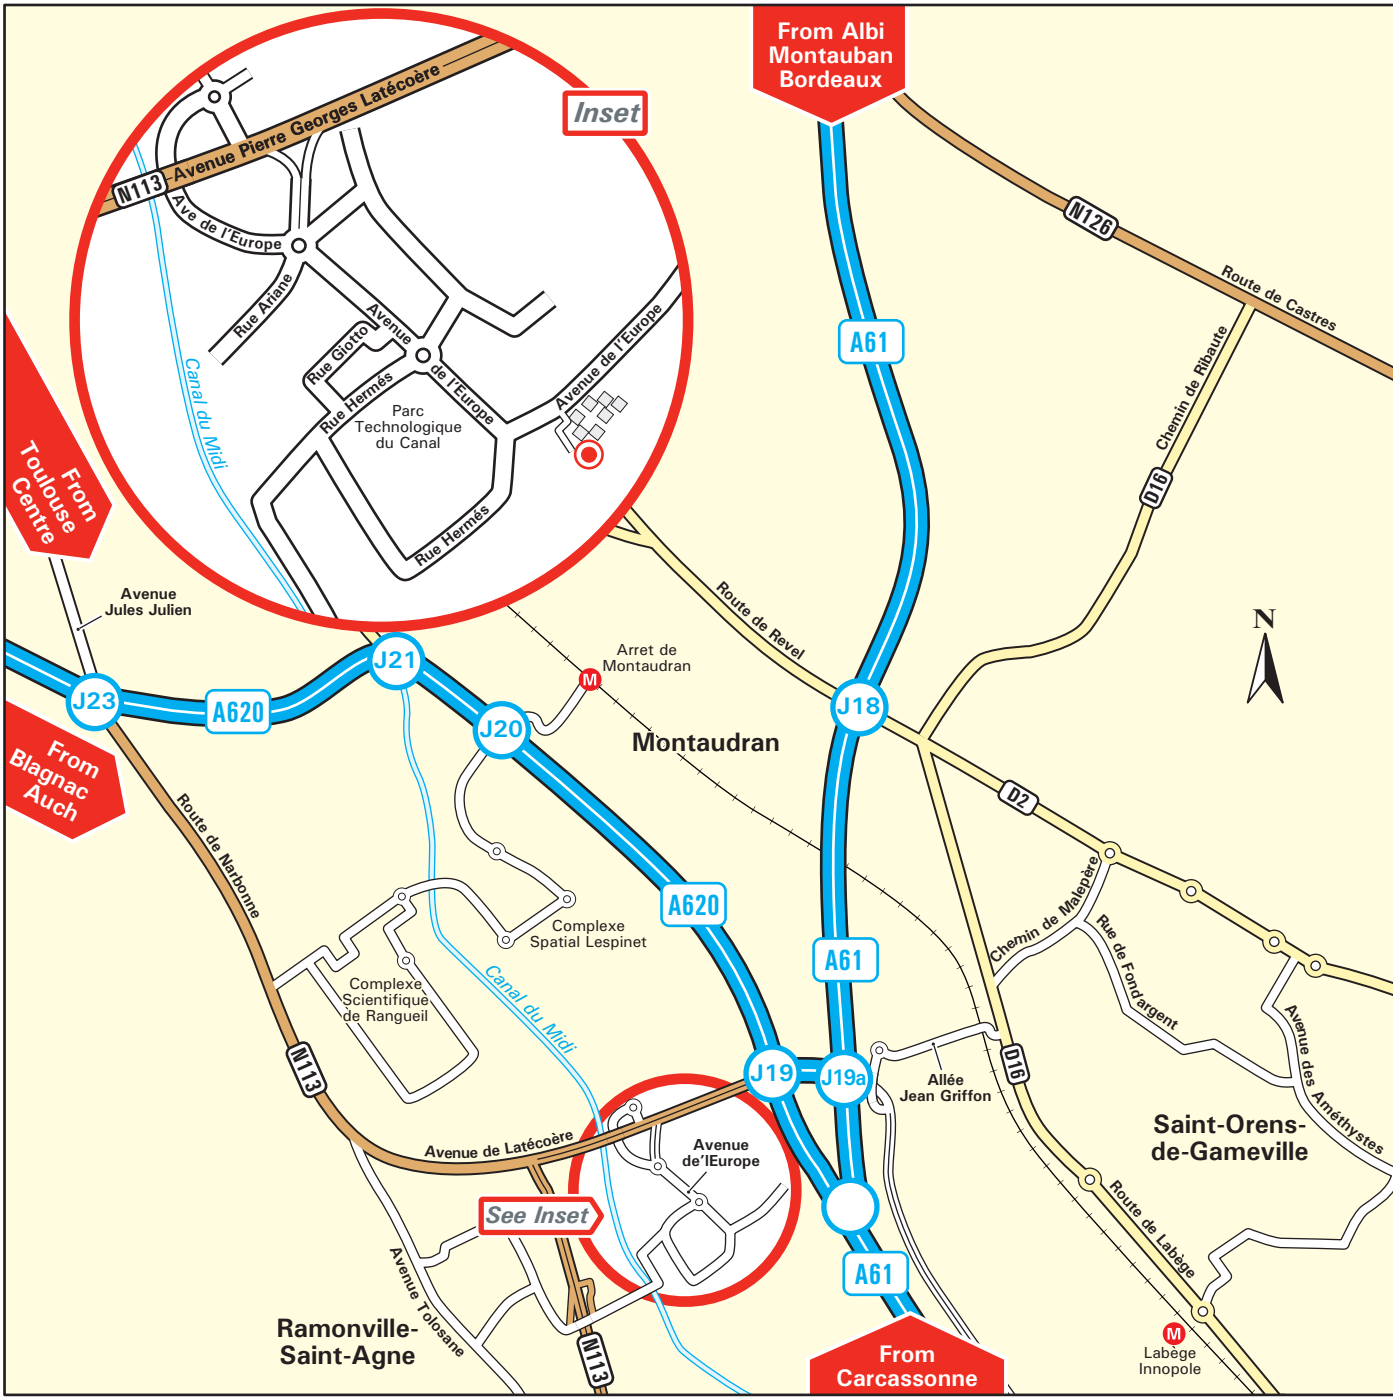 From Albi
Montauban
Bordeaux
Inset
Avenue Pierre Georges Latécoère
N113
Ave de l'Europe
Rue Ariane
Avenue
de l'Europe
Rue Giotto
Rue Hermés
Avenue de l'Europe
Parc
Technologique
du Canal
Rue Hermés
Canal du Midi
N126
Route de Castres
A61
Chemin de Ribaute
D16
From
Toulouse
Centre
Avenue
Jules Julien
J23
A620
J21
J20
Arret de
Montaudran
M
Route de Revel
J18
N
Montaudran
From
Blagnac
Auch
D2
Route de Narbonne
A620
Complexe
Spatial Lespinet
Complexe
Scientifique
de Rangueil
Canal du Midi
A61
Chemin de Malepère
Rue de Fondargent
Avenue des Améthystes
N113
J19
J19a
Allée
Jean Griffon
D16
Saint-Orens-
de-Gameville
Avenue de Latécoère
Avenue
de'lEurope
See Inset
Route de Labège
A61
Avenue Tolosane
Ramonville-
Saint-Agne
N113
From
Carcassonne
M
Labège
Innopole